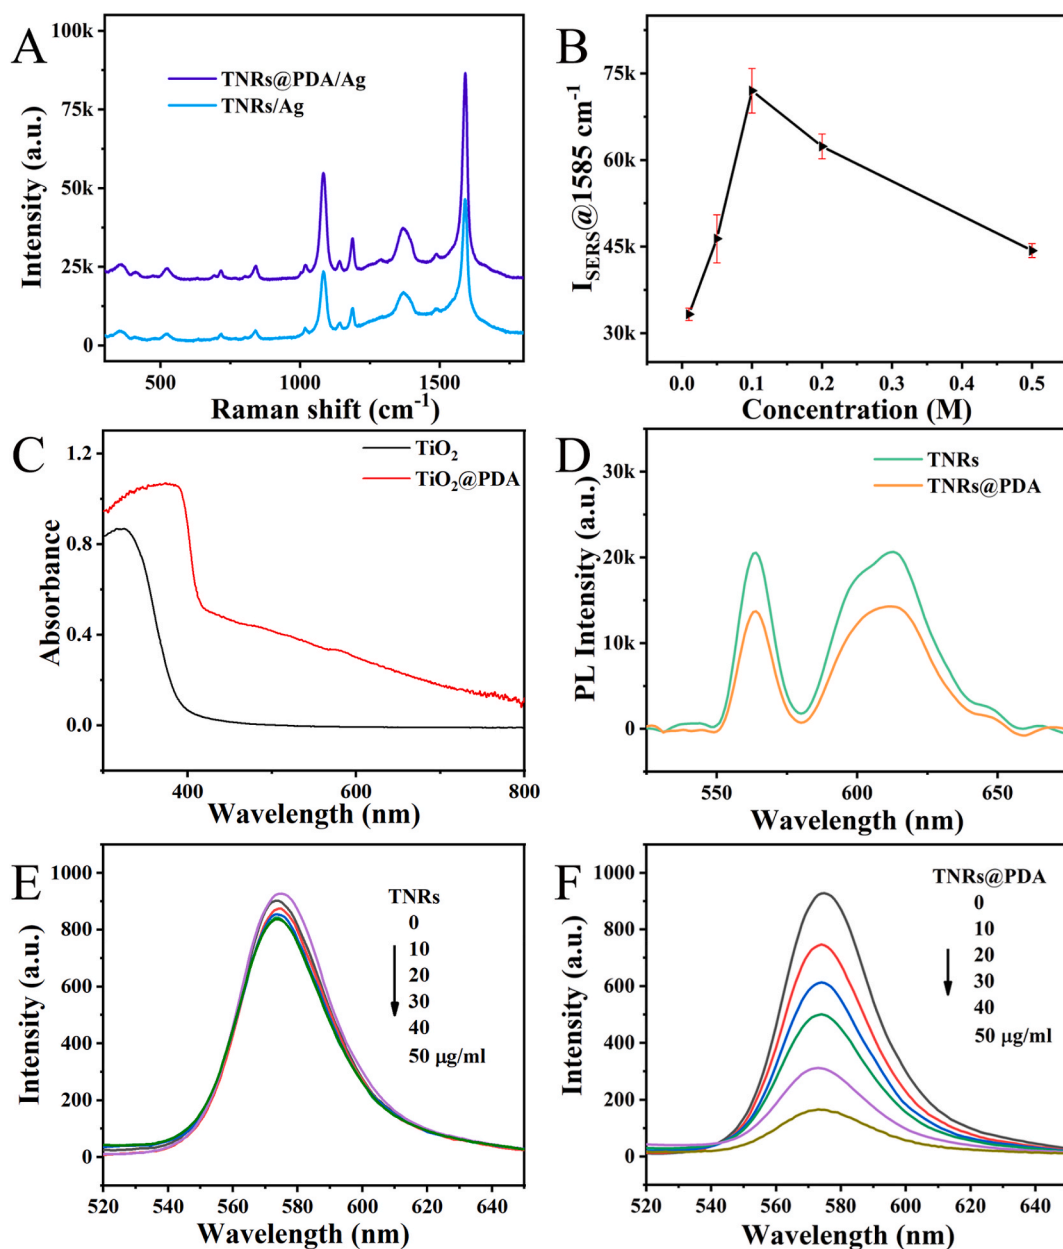 A
100k
75k
50k
25k
0
Intensity (a.u.)
TNRs@PDA/Ag
TNRs/Ag
500
1000
1500
Raman shift (cm⁻¹)
B
75k
60k
45k
30k
I_SERS@1585 cm⁻¹
0.0
0.1
0.2
0.3
0.4
0.5
Concentration (M)
C
1.2
0.8
0.4
0.0
Absorbance
TiO₂
TiO₂@PDA
400
600
800
Wavelength (nm)
D
30k
20k
10k
0
PL Intensity (a.u.)
TNRs
TNRs@PDA
550
600
650
Wavelength (nm)
E
1000
800
600
400
200
0
Intensity (a.u.)
TNRs
0
10
20
30
40
50 μg/ml
520
540
560
580
600
620
640
Wavelength (nm)
F
1000
800
600
400
200
0
Intensity (a.u.)
TNRs@PDA
0
10
20
30
40
50 μg/ml
520
540
560
580
600
620
640
Wavelength (nm)